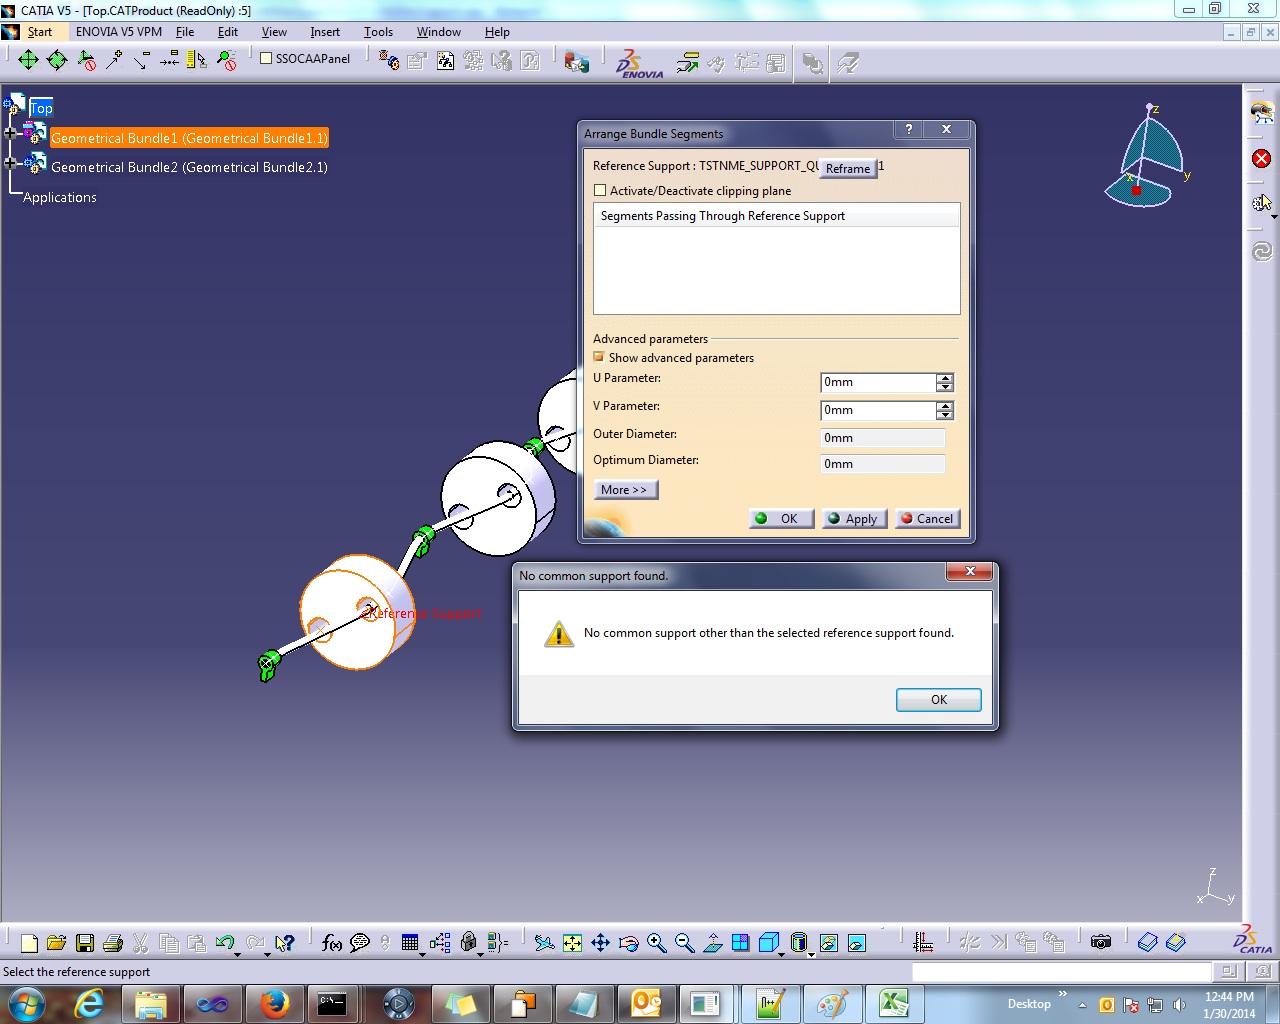 CATIA V5 - [Top.CATProduct (ReadOnly) :5]
Start ENOVIA V5 VPM File Edit View Insert Tools Window Help
SSOCAAPanel
ENOVIA
Top
Geometrical Bundle1 (Geometrical Bundle1.1)
Geometrical Bundle2 (Geometrical Bundle2.1)
Applications
z
x
y
Arrange Bundle Segments
?
Reference Support : TSTNME_SUPPORT_QU Reframe 1
Activate/Deactivate clipping plane
Segments Passing Through Reference Support
Advanced parameters
Show advanced parameters
U Parameter: 0mm
V Parameter: 0mm
Outer Diameter: 0mm
Optimum Diameter: 0mm
More >>
OK Apply Cancel
Reference Support
No common support found.
No common support other than the selected reference support found.
OK
z
x
y
f(x)
CATIA
Select the reference support
C:\_
Desktop »
12:44 PM
1/30/2014